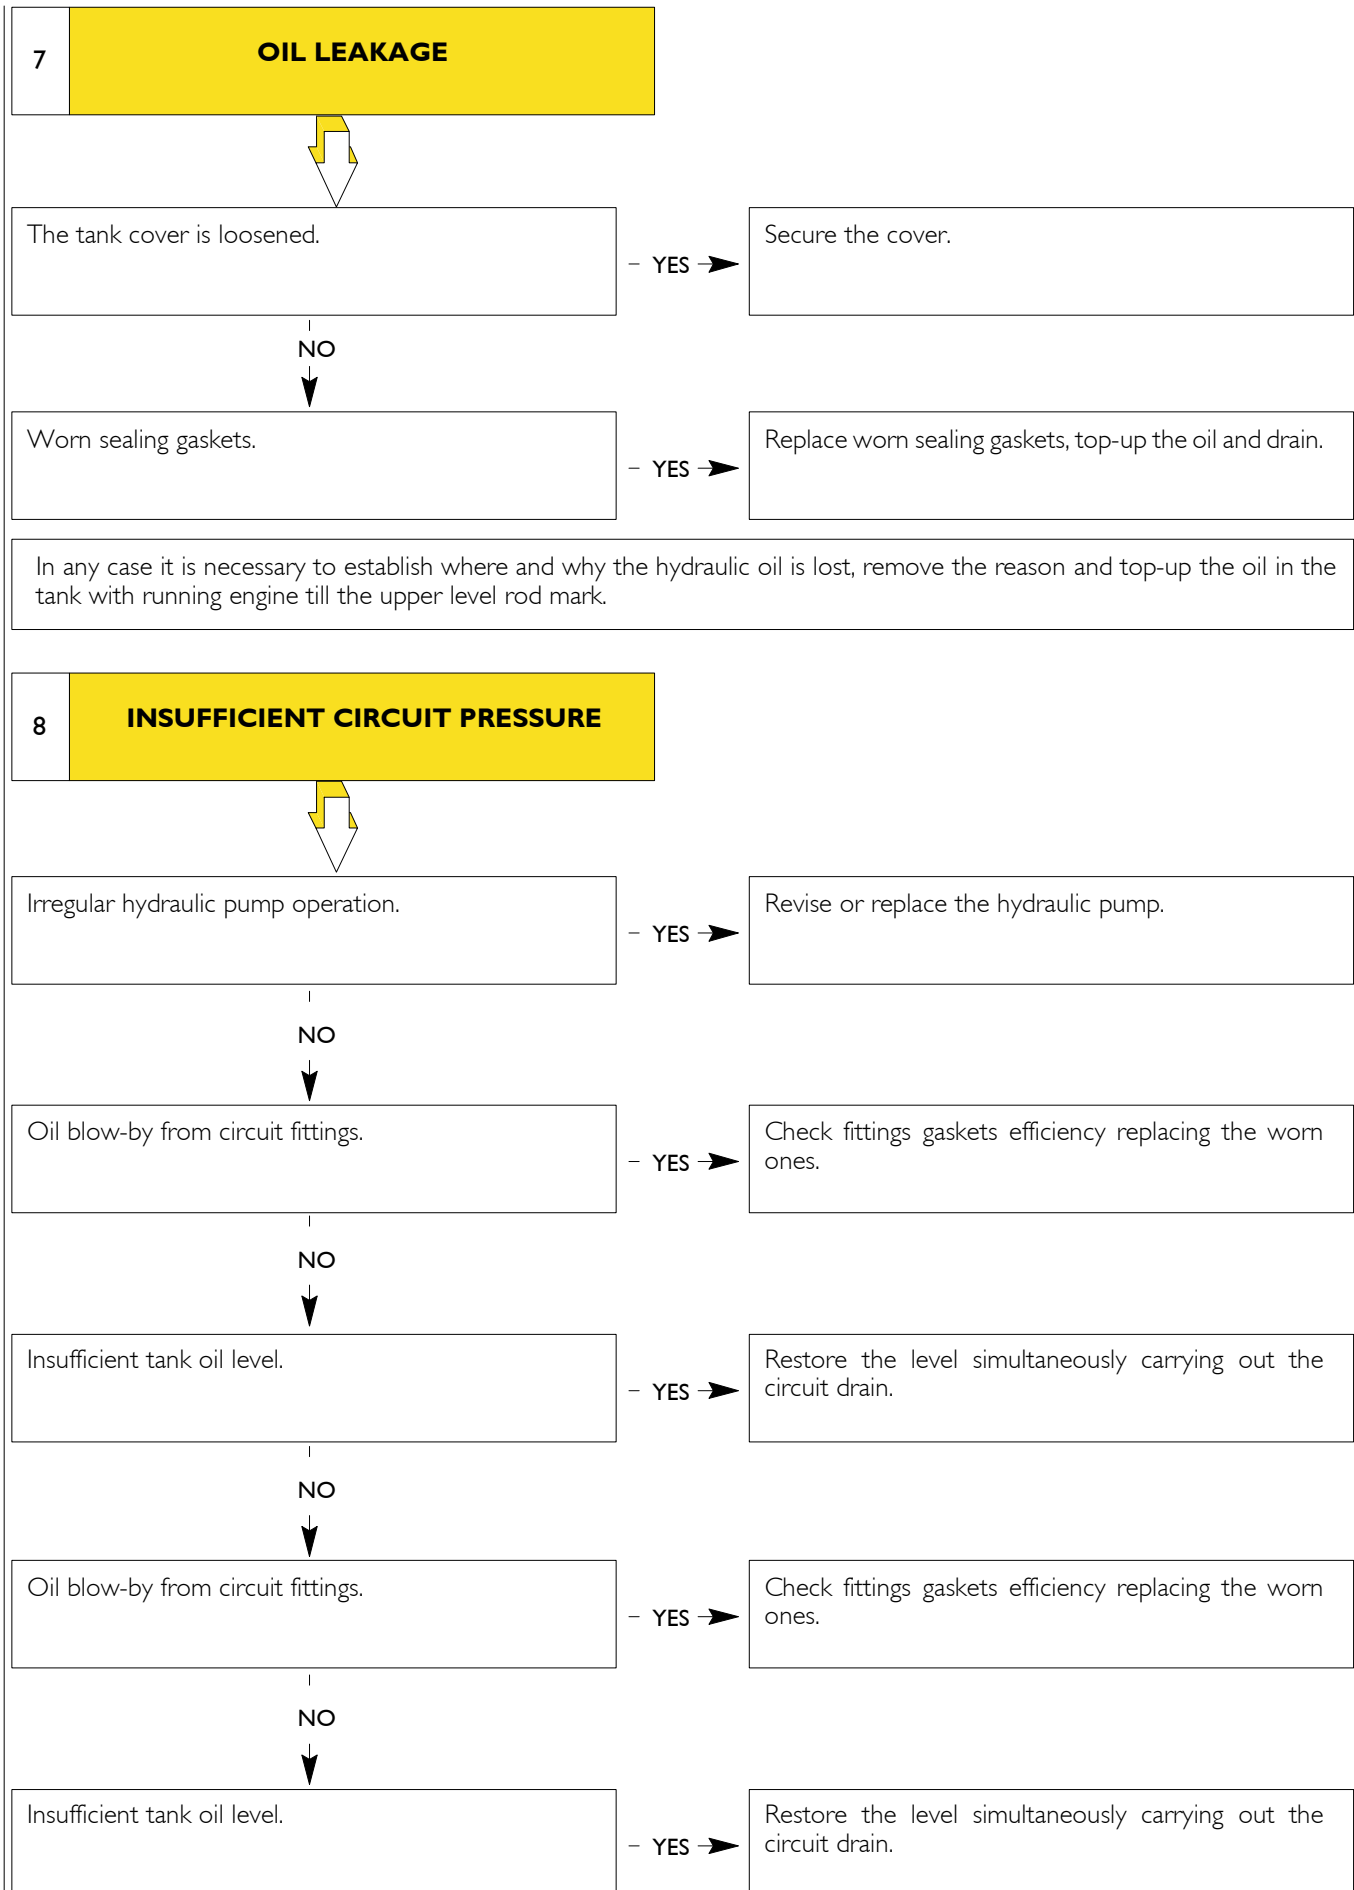 7
OIL LEAKAGE
The tank cover is loosened.
– YES
Secure the cover.
NO
Worn sealing gaskets.
– YES
Replace worn sealing gaskets, top-up the oil and drain.
In any case it is necessary to establish where and why the hydraulic oil is lost, remove the reason and top-up the oil in the
tank with running engine till the upper level rod mark.
8
INSUFFICIENT CIRCUIT PRESSURE
Irregular hydraulic pump operation.
– YES
Revise or replace the hydraulic pump.
NO
Oil blow-by from circuit fittings.
– YES
Check fittings gaskets efficiency replacing the worn
ones.
NO
Insufficient tank oil level.
– YES
Restore the level simultaneously carrying out the
circuit drain.
NO
Oil blow-by from circuit fittings.
– YES
Check fittings gaskets efficiency replacing the worn
ones.
NO
Insufficient tank oil level.
– YES
Restore the level simultaneously carrying out the
circuit drain.